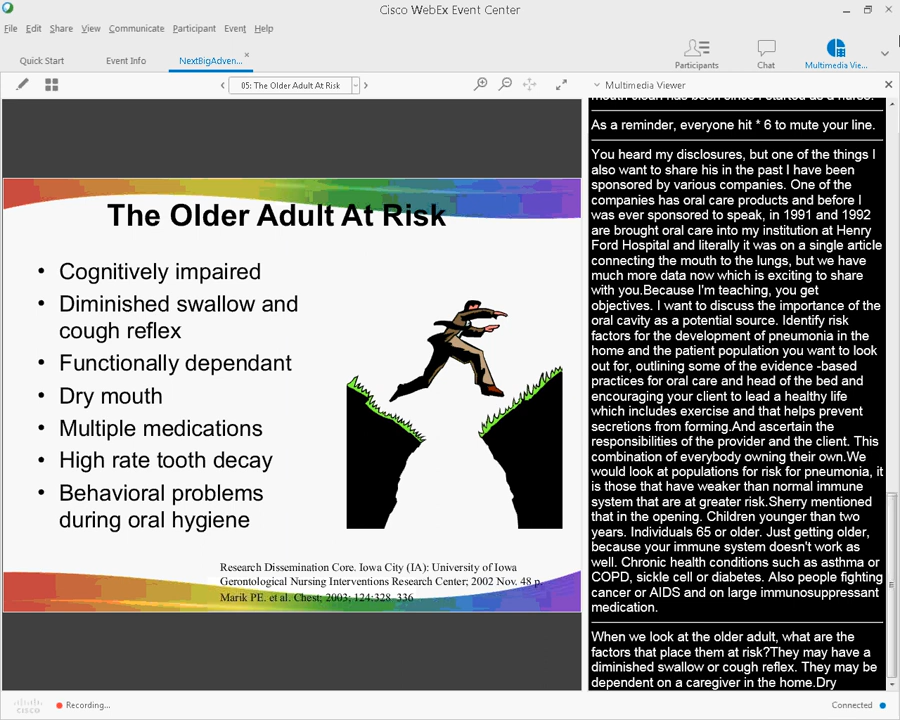 Cisco WebEx Event Center
File Edit Share View Communicate Participant Event Help
Quick Start Event Info NextBigAdven...
Participants Chat Multimedia Vie...
05: The Older Adult At Risk
Multimedia Viewer
The Older Adult At Risk
• Cognitively impaired
• Diminished swallow and
cough reflex
• Functionally dependant
• Dry mouth
• Multiple medications
• High rate tooth decay
• Behavioral problems
during oral hygiene
Research Dissemination Core. Iowa City (IA): University of Iowa
Gerontological Nursing Interventions Research Center; 2002 Nov. 48 p.
Marik PE. et al. Chest; 2003; 124:328-336
mouth clean has been since I started as a nurse.
As a reminder, everyone hit * 6 to mute your line.
You heard my disclosures, but one of the things I
also want to share his in the past I have been
sponsored by various companies. One of the
companies has oral care products and before I
was ever sponsored to speak, in 1991 and 1992
are brought oral care into my institution at Henry
Ford Hospital and literally it was on a single article
connecting the mouth to the lungs, but we have
much more data now which is exciting to share
with you.Because I'm teaching, you get
objectives. I want to discuss the importance of the
oral cavity as a potential source. Identify risk
factors for the development of pneumonia in the
home and the patient population you want to look
out for, outlining some of the evidence -based
practices for oral care and head of the bed and
encouraging your client to lead a healthy life
which includes exercise and that helps prevent
secretions from forming.And ascertain the
responsibilities of the provider and the client. This
combination of everybody owning their own.We
would look at populations for risk for pneumonia, it
is those that have weaker than normal immune
system that are at greater risk.Sherry mentioned
that in the opening. Children younger than two
years. Individuals 65 or older. Just getting older,
because your immune system doesn't work as
well. Chronic health conditions such as asthma or
COPD, sickle cell or diabetes. Also people fighting
cancer or AIDS and on large immunosuppressant
medication.
When we look at the older adult, what are the
factors that place them at risk?They may have a
diminished swallow or cough reflex. They may be
dependent on a caregiver in the home.Dry
cisco
Recording...
Connected